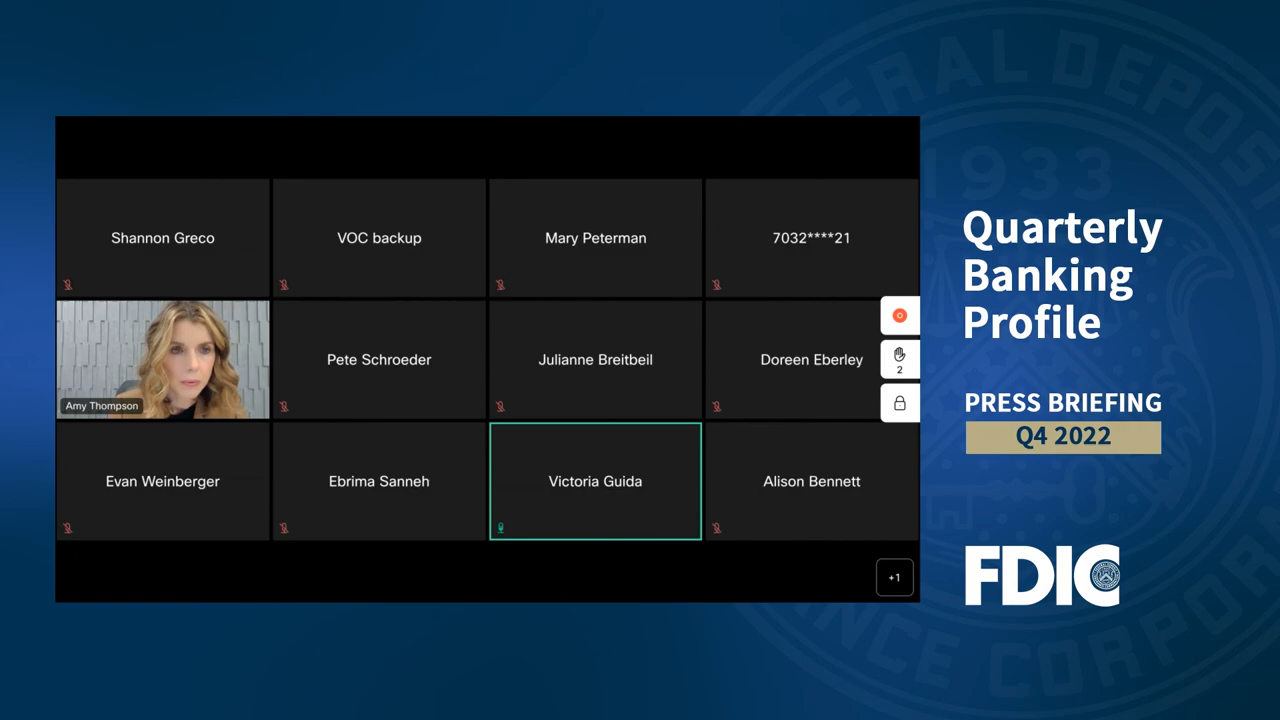 Shannon Greco
VOC backup
Mary Peterman
7032****21
Amy Thompson
Pete Schroeder
Julianne Breitbeil
Doreen Eberley
2
Evan Weinberger
Ebrima Sanneh
Victoria Guida
Alison Bennett
+1
Quarterly
Banking
Profile
PRESS BRIEFING
Q4 2022
FDIC
1933